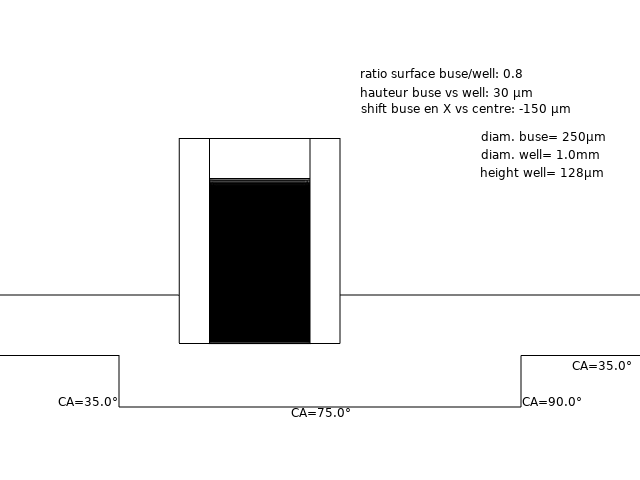 ratio surface buse/well: 0.8
hauteur buse vs well: 30 µm
shift buse en X vs centre: -150 µm
diam. buse= 250µm
diam. well= 1.0mm
height well= 128µm
CA=35.0°
CA=35.0°
CA=90.0°
CA=75.0°